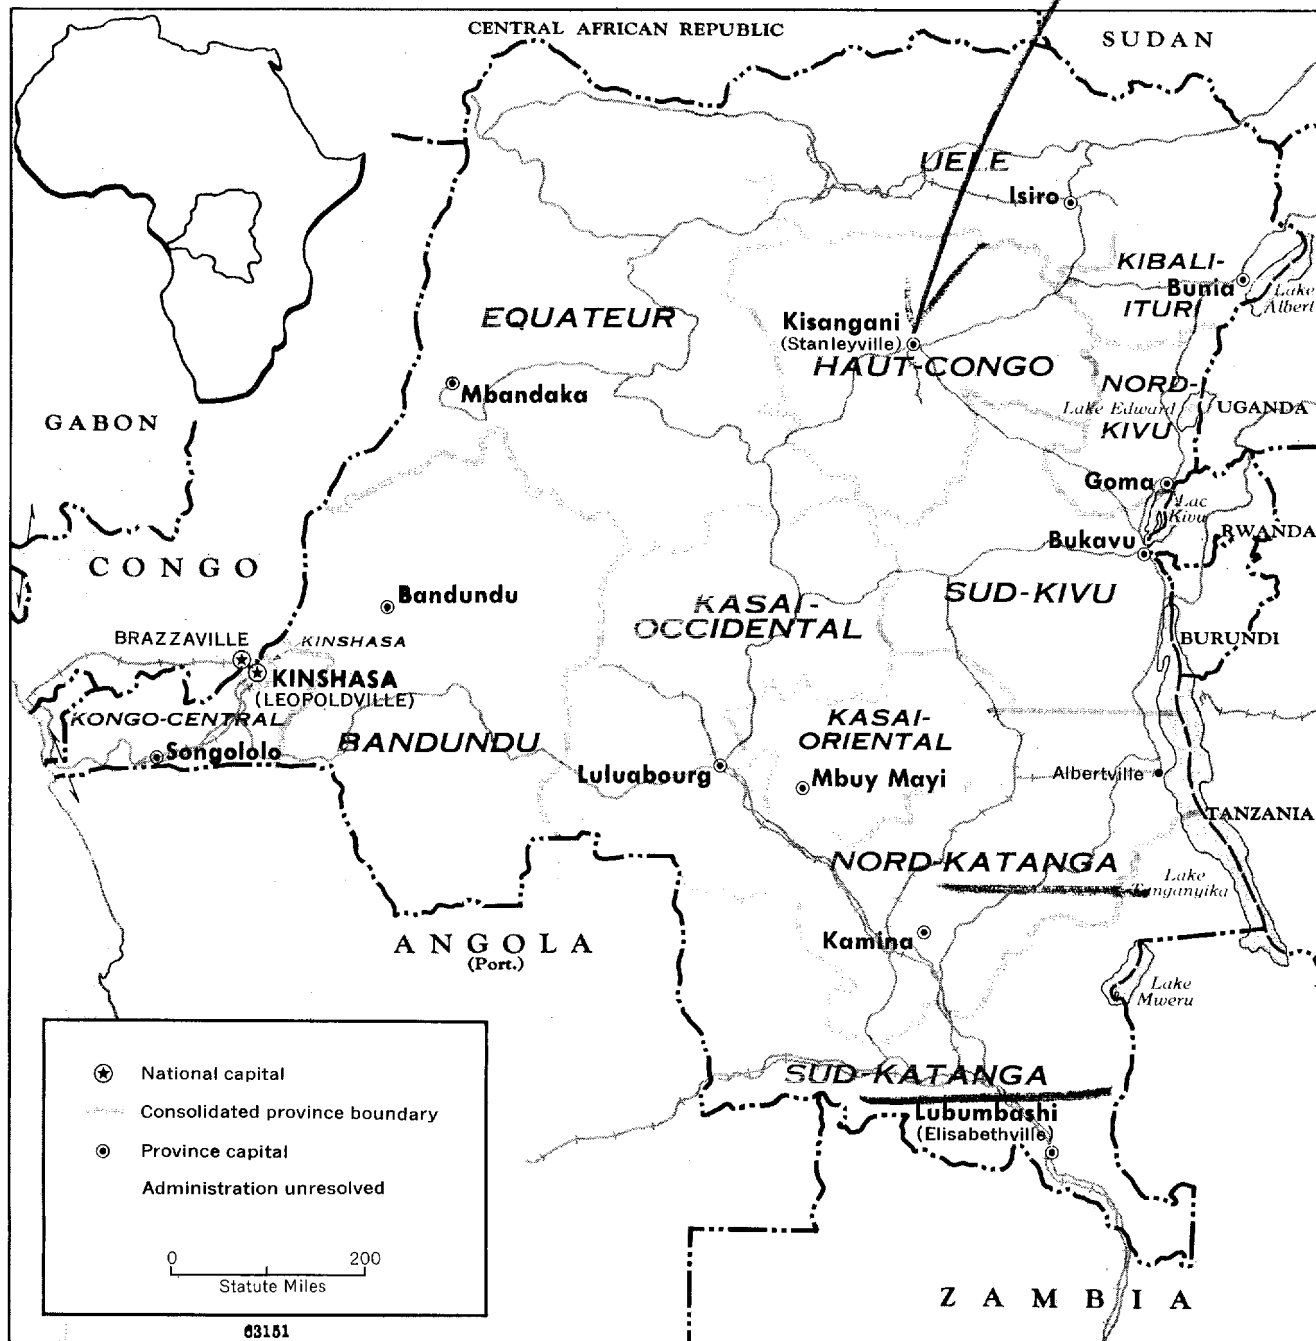 CENTRAL AFRICAN REPUBLIC
SUDAN
UELE
Isiro
KIBALI-
ITURI
Bunia
Lake
Albert
EQUATEUR
Kisangani
(Stanleyville)
HAUT-CONGO
Mbandaka
NORD-
KIVU
Lake Edward
UGANDA
GABON
Goma
Lac
Kivu
RWANDA
Bukavu
CONGO
Bandundu
KASAI-
OCCIDENTAL
SUD-KIVU
BURUNDI
BRAZZAVILLE
KINSHASA
KINSHASA
(LEOPOLDVILLE)
KONGO-CENTRAL
Songololo
BANDUNDU
KASAI-
ORIENTAL
Luluabourg
Mbuy Mayi
Albertville
TANZANIA
NORD-KATANGA
Lake
Tanganyika
Kamina
ANGOLA
(Port.)
Lake
Mweru
SUD-KATANGA
Lubumbashi
(Elisabethville)
ZAMBIA
National capital
Consolidated province boundary
Province capital
Administration unresolved
0 200
Statute Miles
63151